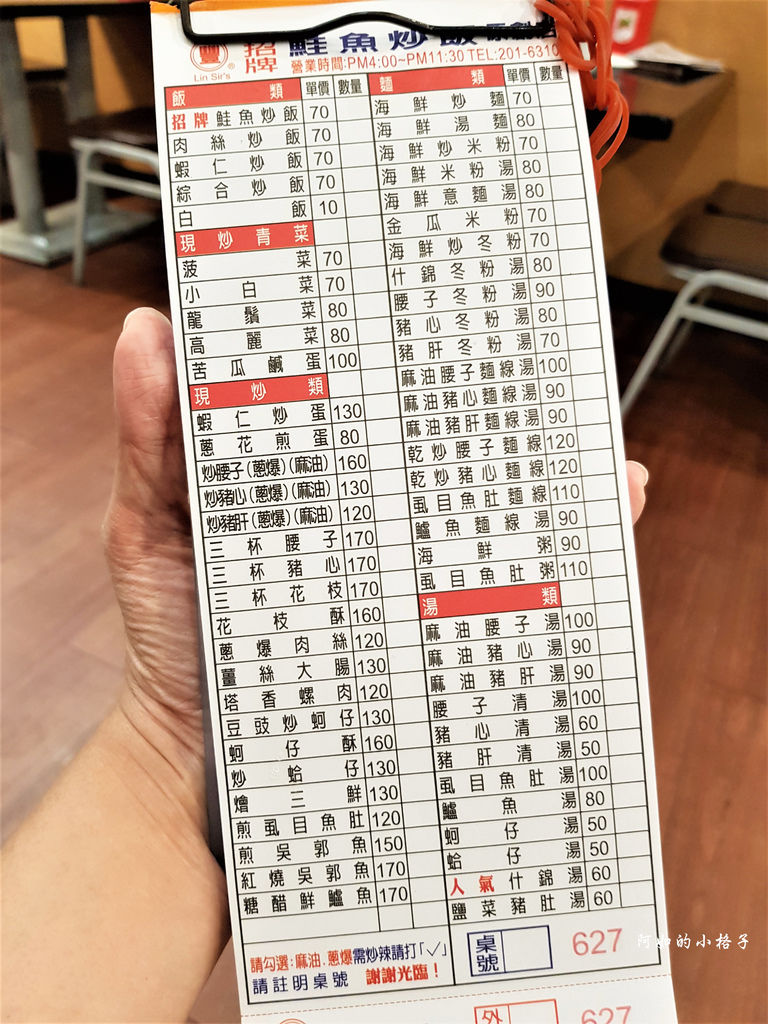 豐
Lin Sir's
招牌 鮭魚炒飯
營業時間:PM4:00~PM11:30 TEL:201-6310
飯類 單價 數量
招牌鮭魚炒飯 70
肉絲炒飯 70
蝦仁炒飯 70
綜合炒飯 70
白飯 10
現炒青菜
菠菜 70
小白菜 70
龍鬚菜 80
高麗菜 80
苦瓜鹹蛋 100
現炒類
蝦仁炒蛋 130
蔥花煎蛋 80
炒腰子(蔥爆)(麻油) 160
炒豬心(蔥爆)(麻油) 130
炒豬肝(蔥爆)(麻油) 120
三杯腰子 170
三杯豬心 170
三杯花枝 170
花枝酥 160
蔥爆肉絲 120
薑絲大腸 130
塔香螺肉 120
豆豉炒蚵仔 130
蚵仔酥 160
炒蛤仔 130
燴三鮮 130
煎虱目魚肚 120
煎吳郭魚 150
紅燒吳郭魚 170
糖醋鮮鱸魚 170
麵類 單價 數量
海鮮炒麵 70
海鮮湯麵 80
海鮮炒米粉 70
海鮮米粉湯 80
海鮮意麵湯 80
金瓜米粉 70
海鮮炒冬粉 70
什錦冬粉湯 80
腰子冬粉湯 90
豬心冬粉湯 80
豬肝冬粉湯 70
麻油腰子麵線湯 100
麻油豬心麵線湯 90
麻油豬肝麵線湯 90
乾炒腰子麵線 120
乾炒豬心麵線 120
虱目魚肚麵線 110
鱸魚麵線湯 90
海鮮粥 90
虱目魚肚粥 110
湯類
麻油腰子湯 100
麻油豬心湯 90
麻油豬肝湯 90
腰子清湯 100
豬心清湯 60
豬肝清湯 50
虱目魚肚湯 100
鱸魚湯 80
蚵仔湯 50
蛤仔湯 50
人氣什錦湯 60
鹽菜豬肚湯 60
請勾選:麻油.蔥爆需炒辣請打「✓」
請註明桌號 謝謝光臨！
桌號 627
外 627
的小格子